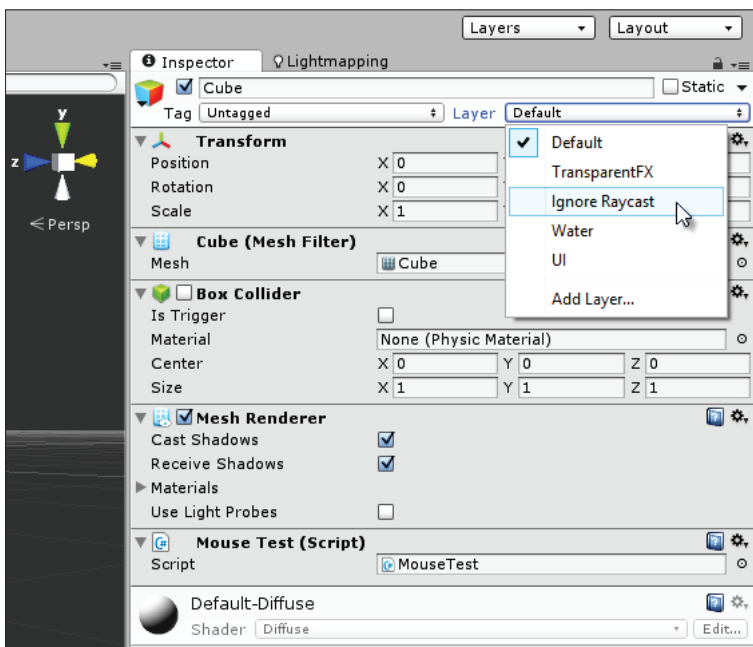 Layers Layout
Inspector Lightmapping
Cube Static
Tag Untagged Layer Default
Default
TransparentFX
Ignore Raycast
Water
UI
Add Layer...
y
z
Persp
Transform
Position X 0
Rotation X 0
Scale X 1
Cube (Mesh Filter)
Mesh Cube
Box Collider
Is Trigger
Material None (Physic Material)
Center X 0 Y 0 Z 0
Size X 1 Y 1 Z 1
Mesh Renderer
Cast Shadows
Receive Shadows
Materials
Use Light Probes
Mouse Test (Script)
Script MouseTest
Default-Diffuse
Shader Diffuse Edit...